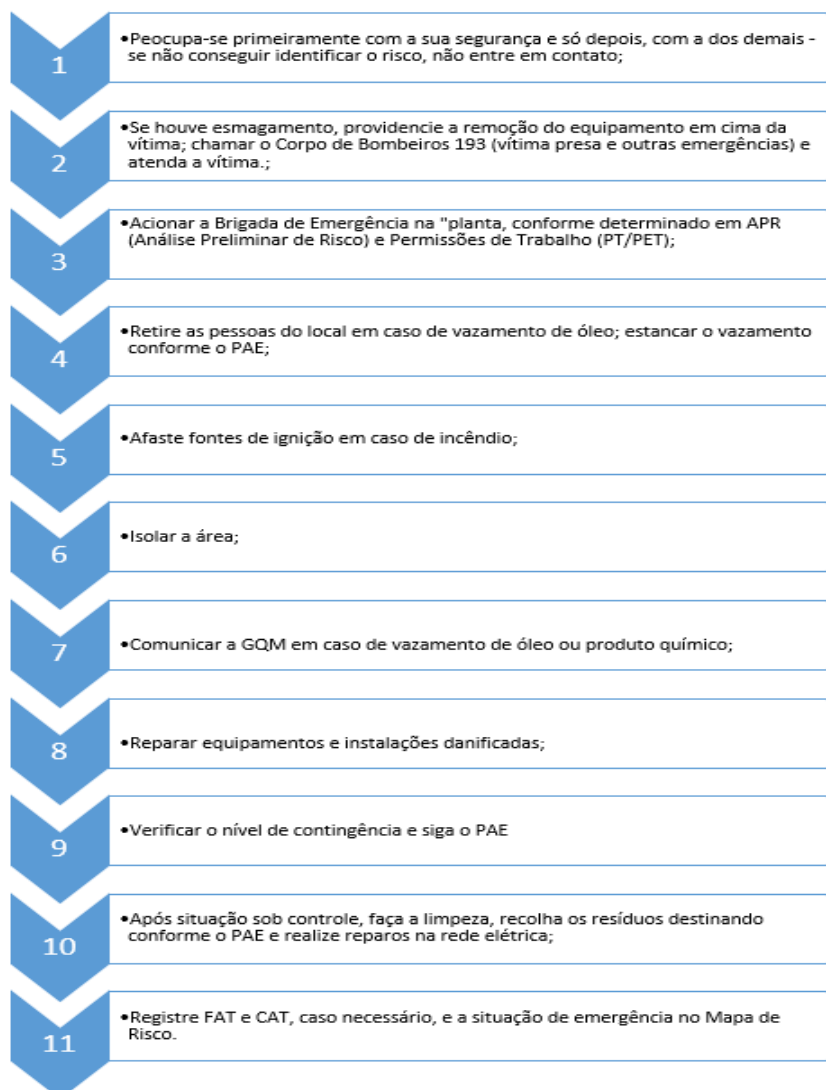 1
•Peocupa-se primeiramente com a sua segurança e só depois, com a dos demais -
se não conseguir identificar o risco, não entre em contato;
2
•Se houve esmagamento, providencie a remoção do equipamento em cima da
vítima; chamar o Corpo de Bombeiros 193 (vítima presa e outras emergências) e
atenda a vítima.;
3
•Acionar a Brigada de Emergência na "planta, conforme determinado em APR
(Análise Preliminar de Risco) e Permissões de Trabalho (PT/PET);
4
•Retire as pessoas do local em caso de vazamento de óleo; estancar o vazamento
conforme o PAE;
5
•Afaste fontes de ignição em caso de incêndio;
6
•Isolar a área;
7
•Comunicar a GQM em caso de vazamento de óleo ou produto químico;
8
•Reparar equipamentos e instalações danificadas;
9
•Verificar o nível de contingência e siga o PAE
10
•Após situação sob controle, faça a limpeza, recolha os resíduos destinando
conforme o PAE e realize reparos na rede elétrica;
11
•Registre FAT e CAT, caso necessário, e a situação de emergência no Mapa de
Risco.